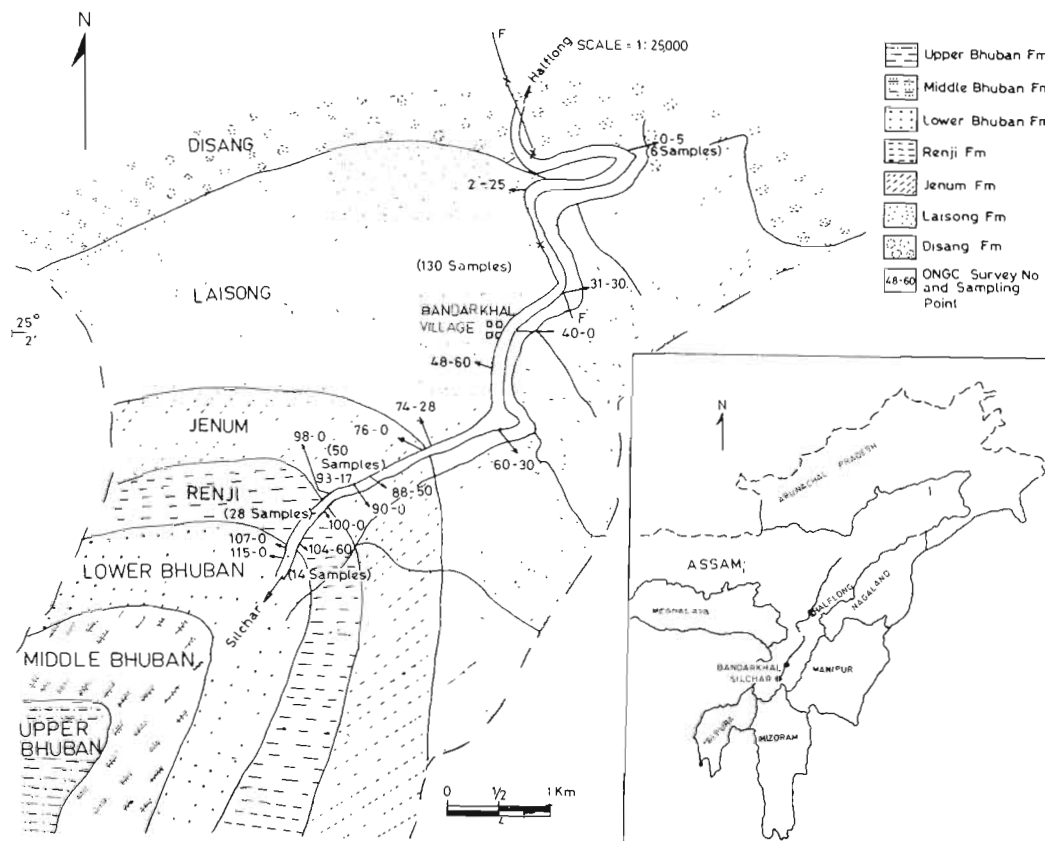 N
F
Halflong
SCALE = 1: 25,000
DISANG
0-5
(6 Samples)
2-25
(130 Samples)
LAISONG
31-30
F
BANDARKHAL
VILLAGE
40-0
25°
2'
48-60
74-28
JENUM
76-0
98-0
(50
Samples)
93-17
60-30
88-50
RENJI
90-0
(28 Samples)
100-0
107-0
104-60
115-0
LOWER BHUBAN
(14 Samples)
Silchar
MIDDLE BHUBAN
UPPER
BHUBAN
0 1/2 1 Km
Upper Bhuban Fm
Middle Bhuban Fm
Lower Bhuban Fm
Renji Fm
Jenum Fm
Laisong Fm
Disang Fm
48-60 ONGC Survey No
and Sampling
Point
N
ARUNACHAL PRADESH
ASSAM
MEGHALAYA
HALFLONG
NAGALAND
BANDARKHAL
SILCHAR
MANIPUR
TRIPURA
MIZORAM